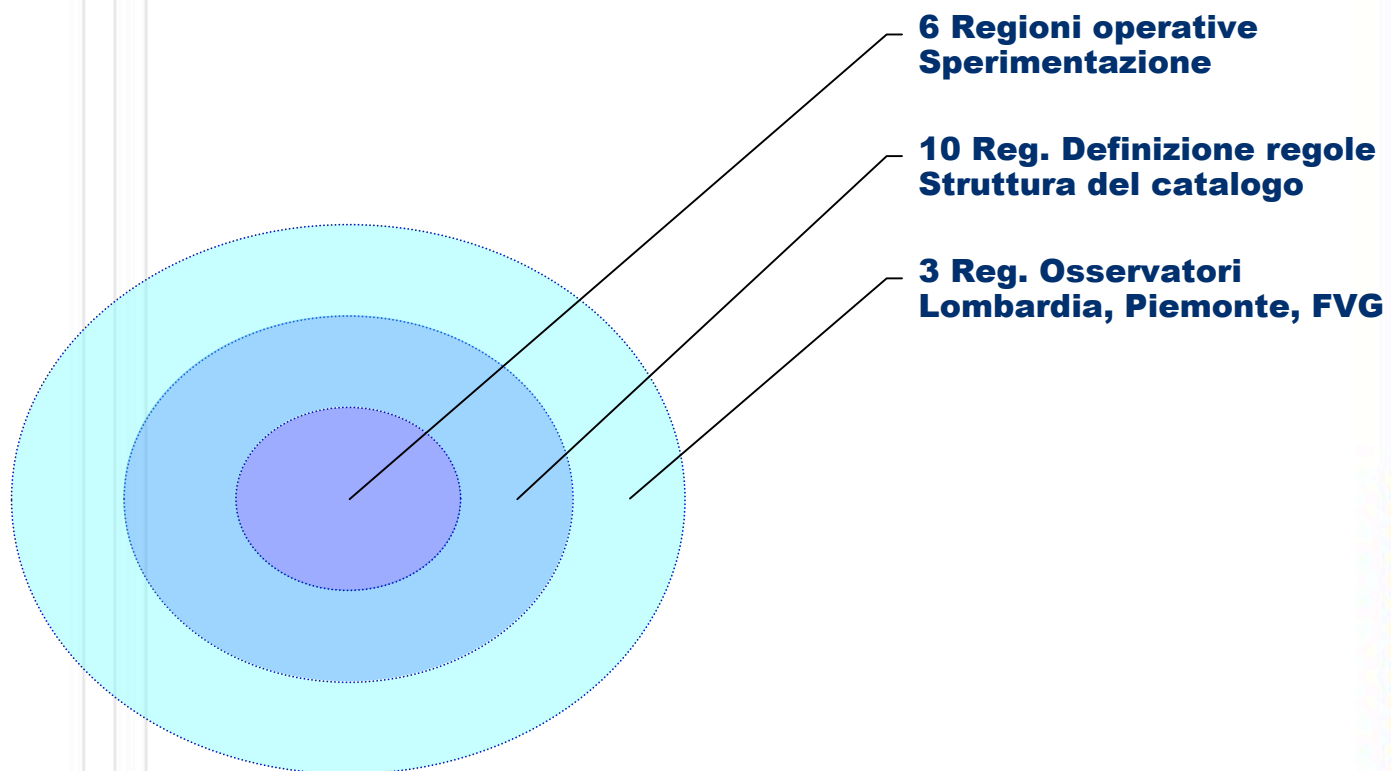 6 Regioni operative
Sperimentazione
10 Reg. Definizione regole
Struttura del catalogo
3 Reg. Osservatori
Lombardia, Piemonte, FVG